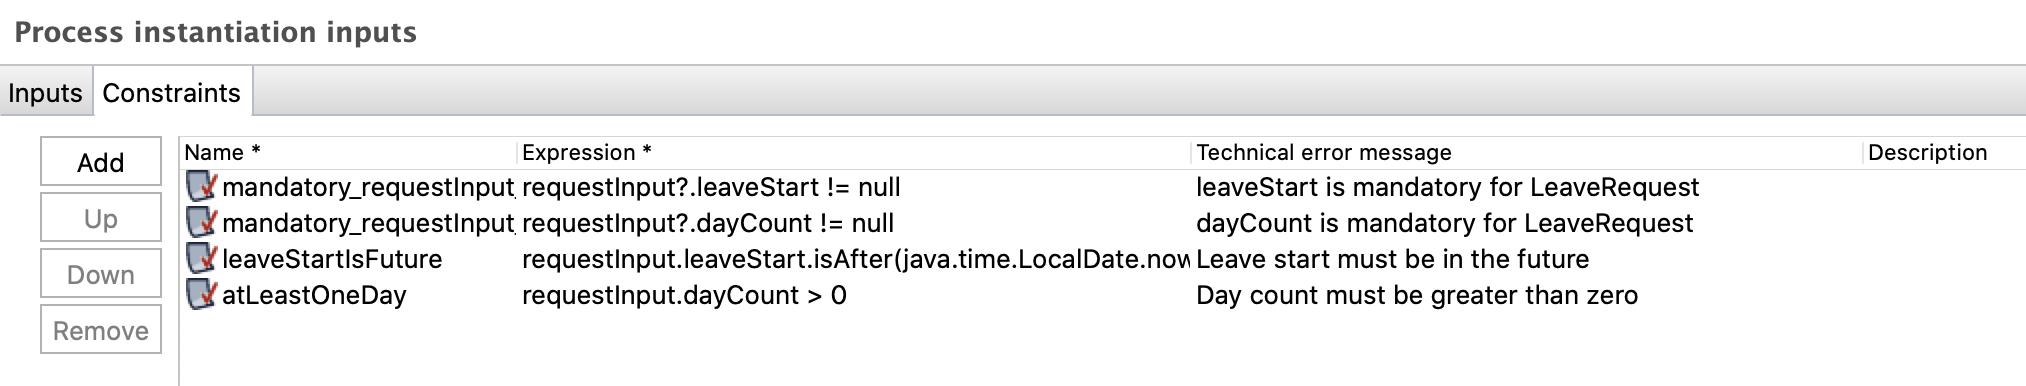 Process instantiation inputs
Inputs Constraints
Add
Up
Down
Remove
Name * Expression * Technical error message Description
mandatory_requestInput requestInput?.leaveStart != null leaveStart is mandatory for LeaveRequest
mandatory_requestInput requestInput?.dayCount != null dayCount is mandatory for LeaveRequest
leaveStartIsFuture requestInput.leaveStart.isAfter(java.time.LocalDate.now Leave start must be in the future
atLeastOneDay requestInput.dayCount > 0 Day count must be greater than zero